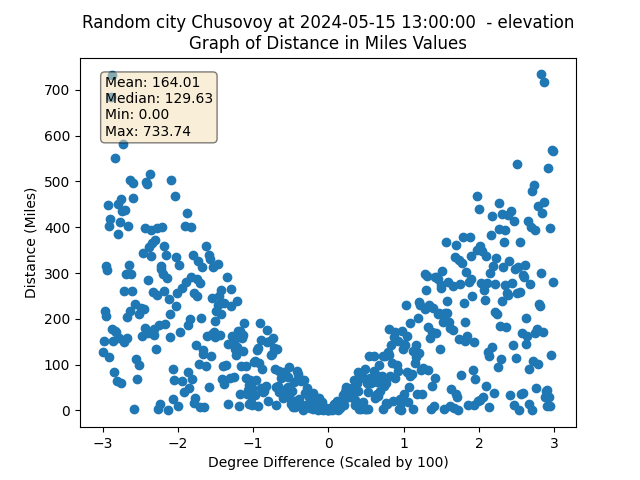 Random city Chusovoy at 2024-05-15 13:00:00  - elevation
Graph of Distance in Miles Values
Mean: 164.01
Median: 129.63
Min: 0.00
Max: 733.74
Distance (Miles)
700
600
500
400
300
200
100
0
−3 −2 −1 0 1 2 3
Degree Difference (Scaled by 100)